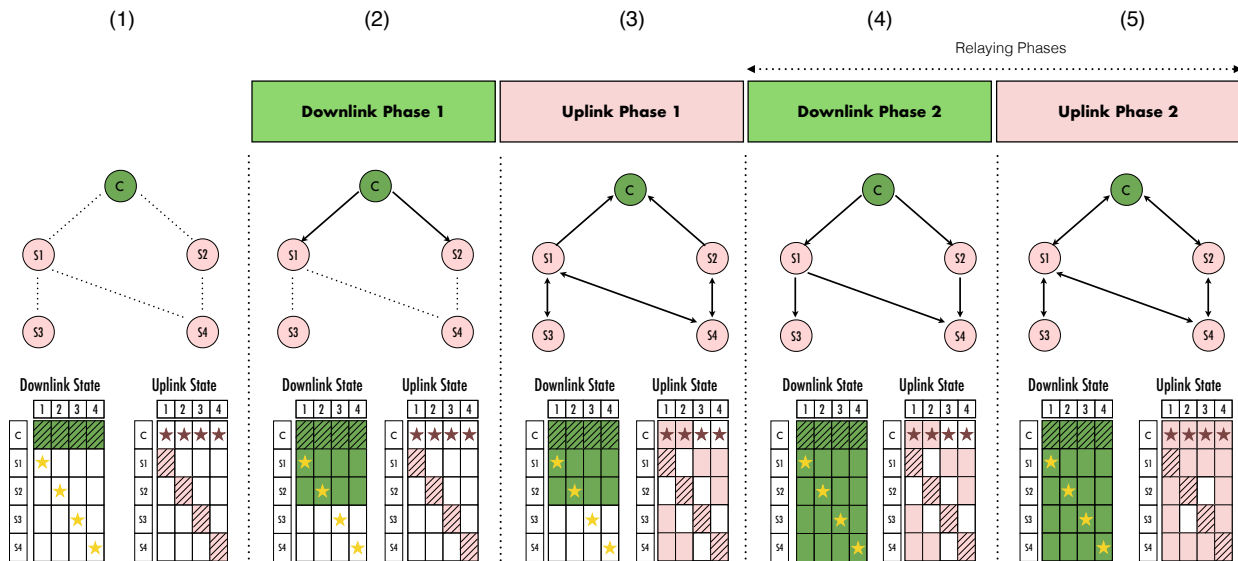 (1) (2) (3) (4) (5)
Relaying Phases
Downlink Phase 1 Uplink Phase 1 Downlink Phase 2 Uplink Phase 2
C C C C C
S1 S2 S1 S2 S1 S2 S1 S2 S1 S2
S3 S4 S3 S4 S3 S4 S3 S4 S3 S4
Downlink State Uplink State Downlink State Uplink State Downlink State Uplink State Downlink State Uplink State Downlink State Uplink State
1 2 3 4 1 2 3 4 1 2 3 4 1 2 3 4 1 2 3 4 1 2 3 4 1 2 3 4 1 2 3 4 1 2 3 4 1 2 3 4
C C C C C C C C C C
S1 S1 S1 S1 S1 S1 S1 S1 S1 S1
S2 S2 S2 S2 S2 S2 S2 S2 S2 S2
S3 S3 S3 S3 S3 S3 S3 S3 S3 S3
S4 S4 S4 S4 S4 S4 S4 S4 S4 S4